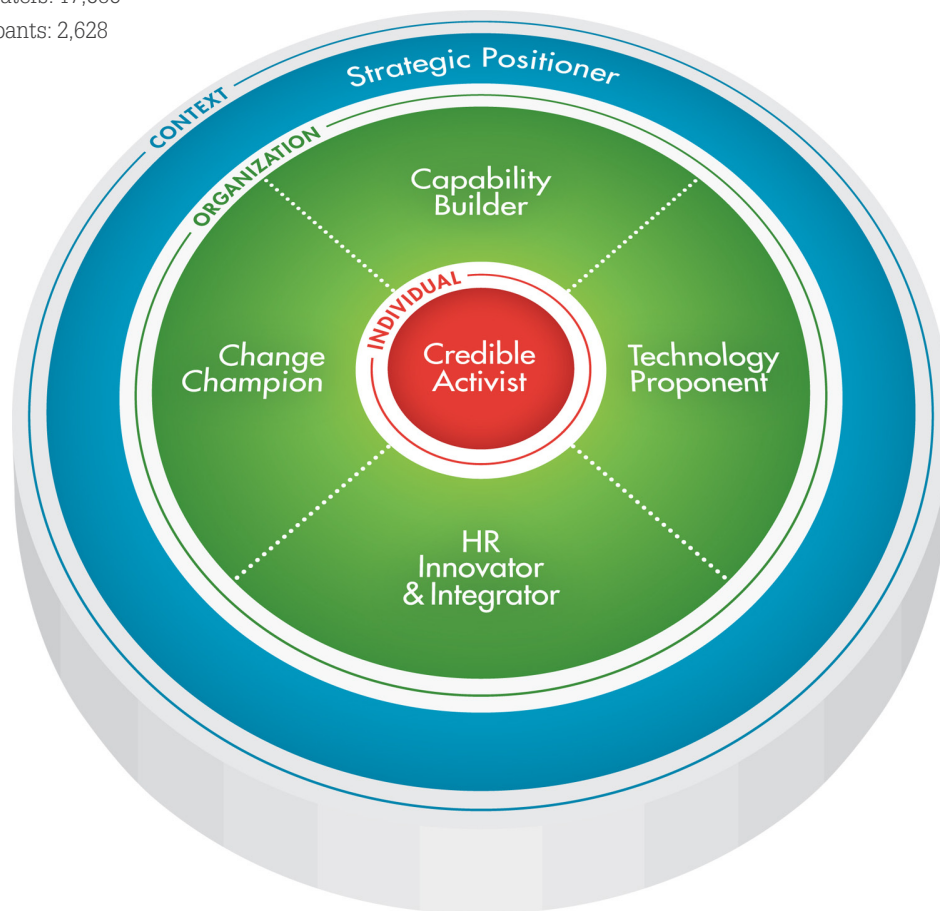 pants: 2,628
CONTEXT
Strategic Positioner
ORGANIZATION
Capability
Builder
INDIVIDUAL
Change
Champion
Credible
Activist
Technology
Proponent
HR
Innovator
& Integrator